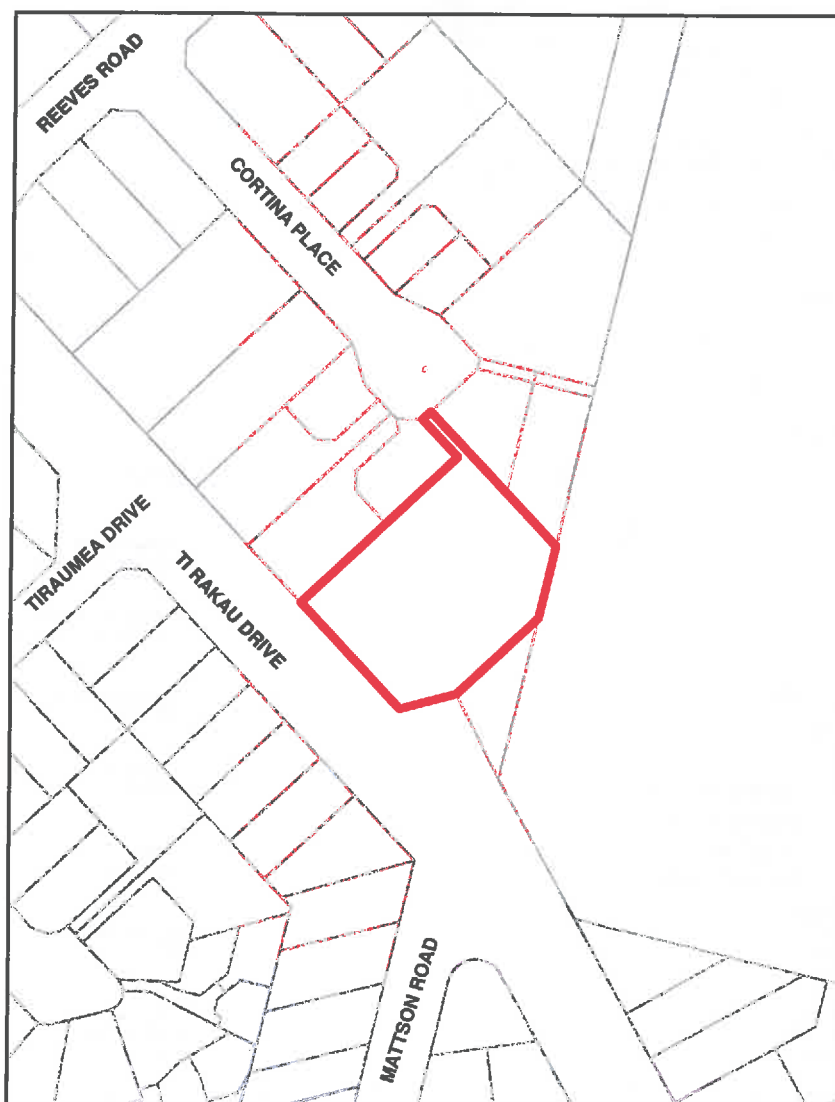 REEVES ROAD
CORTINA PLACE
c
TIRAUMEA DRIVE
TI RAKAU DRIVE
MATTSON ROAD